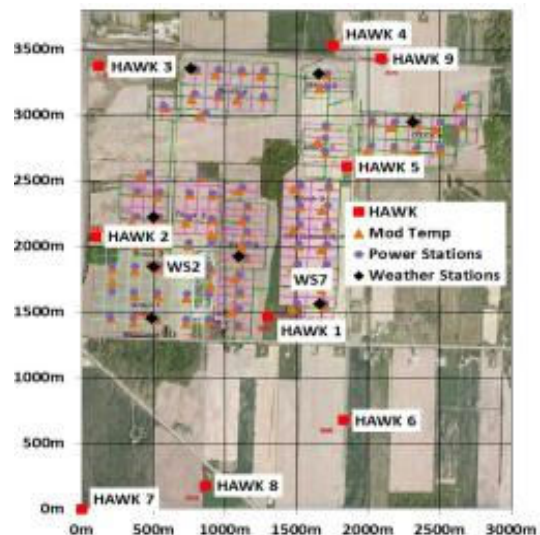 HAWK 4
3500m
HAWK 3
HAWK 9
3000m
HAWK 5
2500m
HAWK
Mod Temp
HAWK 2
2000m
Power Stations
WS2
WS7
Weather Stations
1500m
HAWK 1
1000m
HAWK 6
500m
HAWK 8
HAWK 7
0m
0m 500m 1000m 1500m 2000m 2500m 3000m